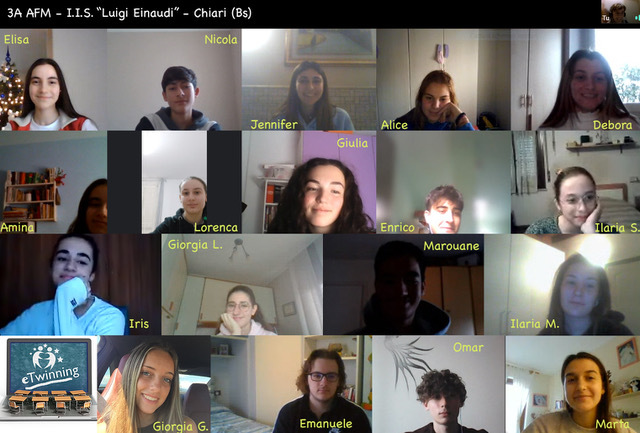 3A AFM – I.I.S. “Luigi Einaudi” – Chiari (Bs)
Tu
Elisa
Nicola
Jennifer
Alice
Debora
Amina
Lorenca
Giulia
Enrico
Ilaria S.
Iris
Giorgia L.
Marouane
Ilaria M.
eTwinning
Giorgia G.
Emanuele
Omar
Marta